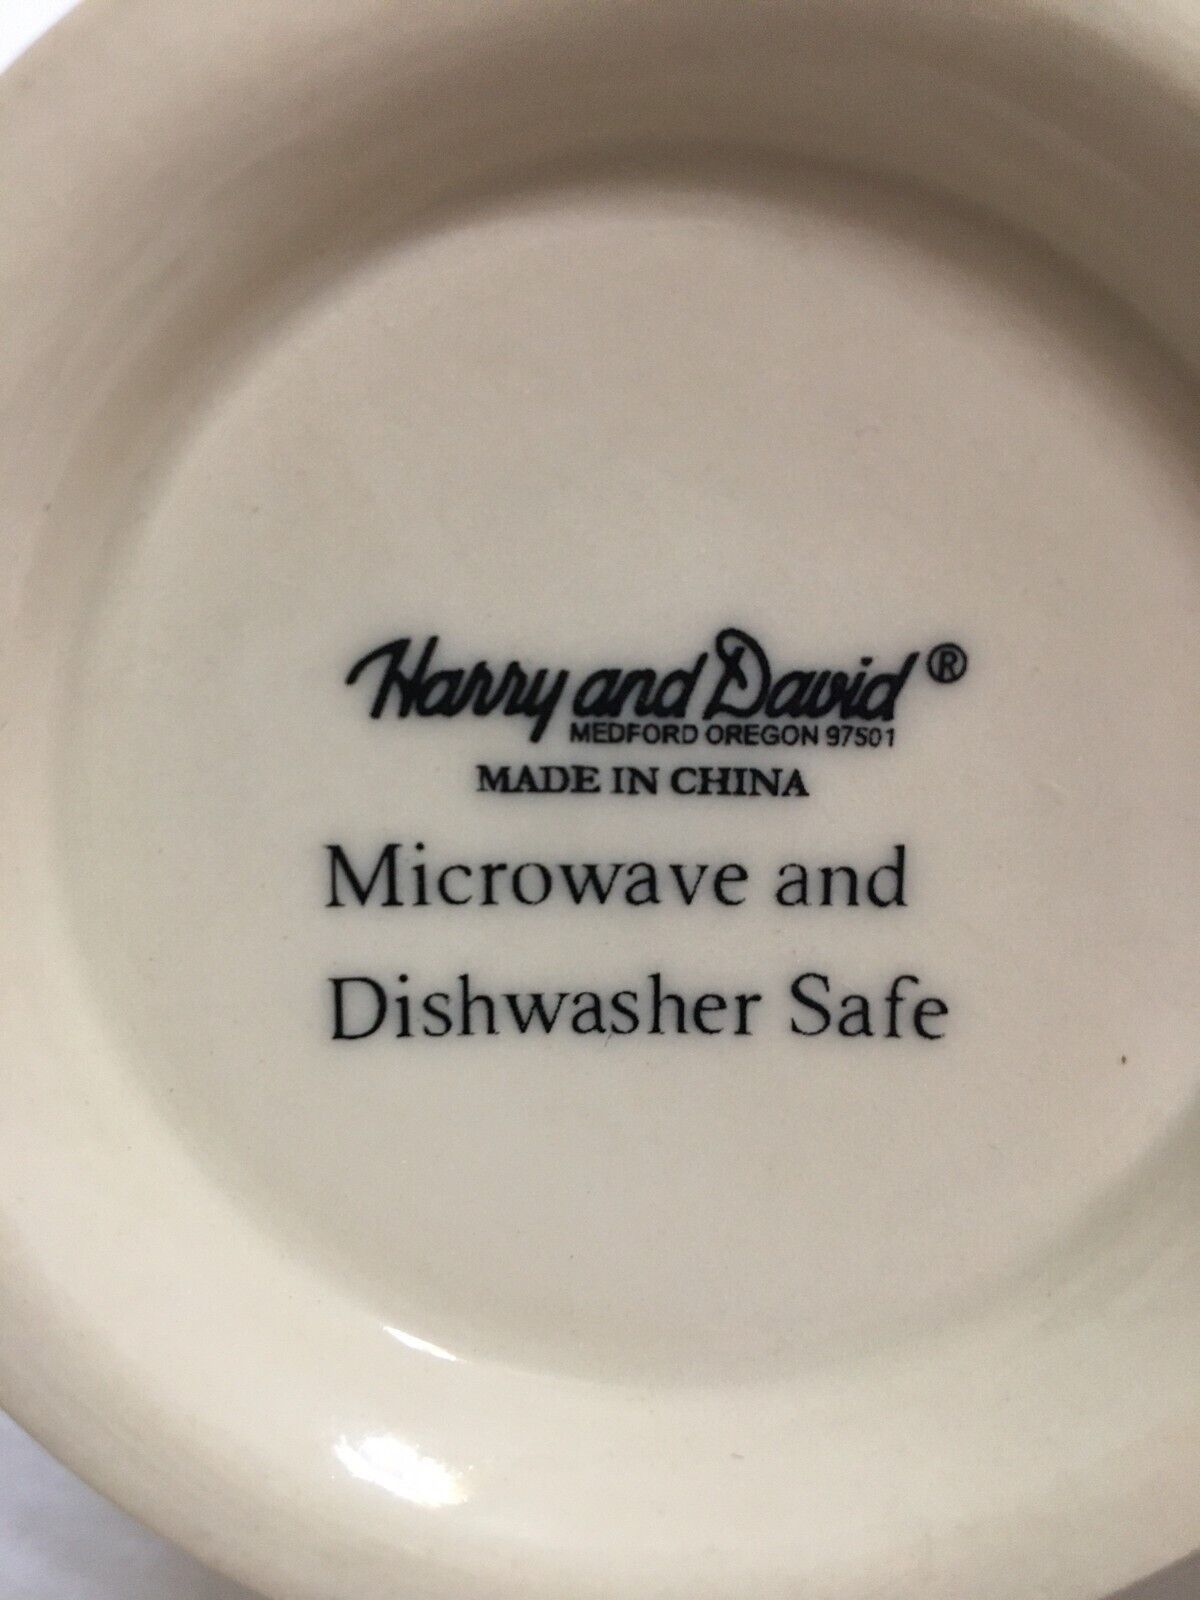 Harry and David®
MEDFORD OREGON 97501
MADE IN CHINA
Microwave and
Dishwasher Safe